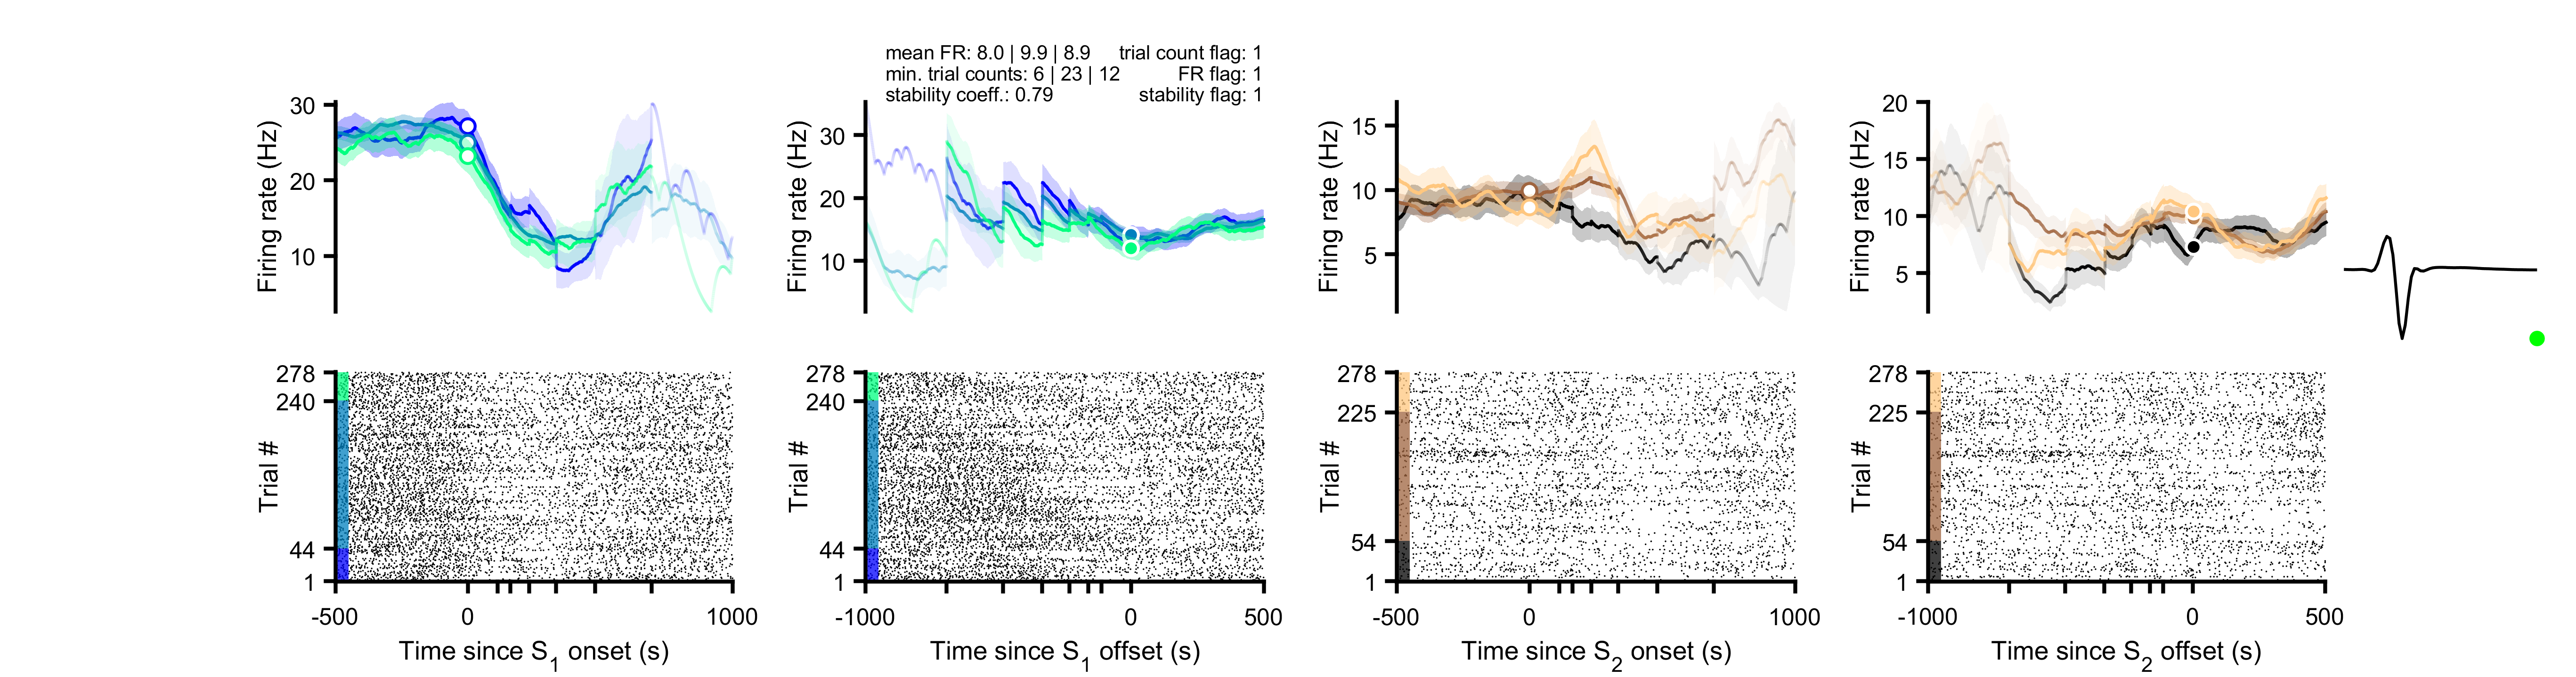 mean FR: 8.0 | 9.9 | 8.9 trial count flag: 1
min. trial counts: 6 | 23 | 12 FR flag: 1
stability coeff.: 0.79 stability flag: 1
Firing rate (Hz)
30
20
10
Firing rate (Hz)
30
20
10
Firing rate (Hz)
15
10
5
Firing rate (Hz)
20
15
10
5
Trial #
278
240
44
1
-500 0 1000
Time since S1 onset (s)
Trial #
278
240
44
1
-1000 0 500
Time since S1 offset (s)
Trial #
278
225
54
1
-500 0 1000
Time since S2 onset (s)
Trial #
278
225
54
1
-1000 0 500
Time since S2 offset (s)